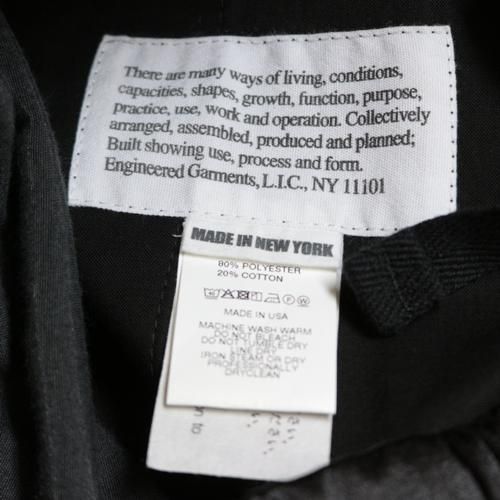 There are many ways of living, conditions,
capacities, shapes, growth, function, purpose,
practice, use, work and operation. Collectively
arranged, assembled, produced and planned;
Built showing use, process and form.
Engineered Garments, L.I.C., NY 11101
MADE IN NEW YORK
80% POLYESTER
20% COTTON
MADE IN USA
MACHINE WASH WARM
DO NOT BLEACH
DO NOT TUMBLE DRY
LINE DRY
IRON STEAM OR DRY
PROFESSIONALLY
DRYCLEAN